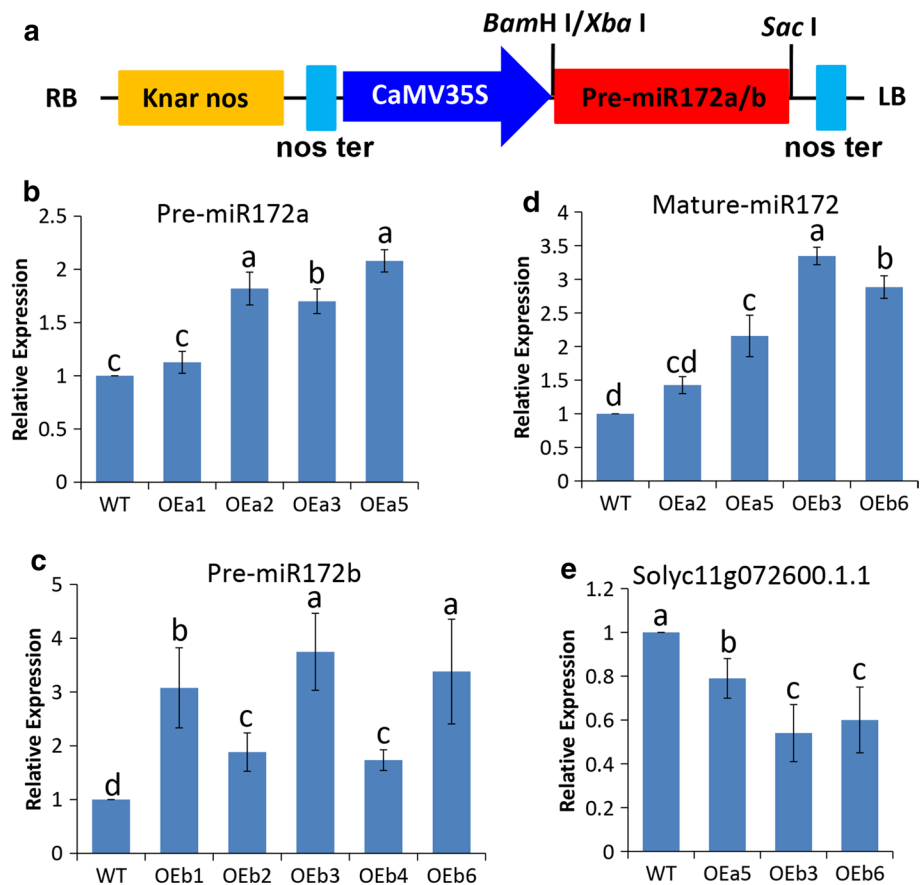 a
BamH I/Xba I
Sac I
RB
Knar nos
CaMV35S
Pre-miR172a/b
LB
nos ter
nos ter
b
Pre-miR172a
Relative Expression
2.5
2
1.5
1
0.5
0
c
c
a
b
a
WT
OEa1
OEa2
OEa3
OEa5
d
Mature-miR172
Relative Expression
4
3.5
3
2.5
2
1.5
1
0.5
0
d
cd
c
a
b
WT
OEa2
OEa5
OEb3
OEb6
c
Pre-miR172b
Relative Expression
5
4
3
2
1
0
d
b
c
a
c
a
WT
OEb1
OEb2
OEb3
OEb4
OEb6
e
Solyc11g072600.1.1
Relative Expression
1.2
1
0.8
0.6
0.4
0.2
0
a
b
c
c
WT
OEa5
OEb3
OEb6